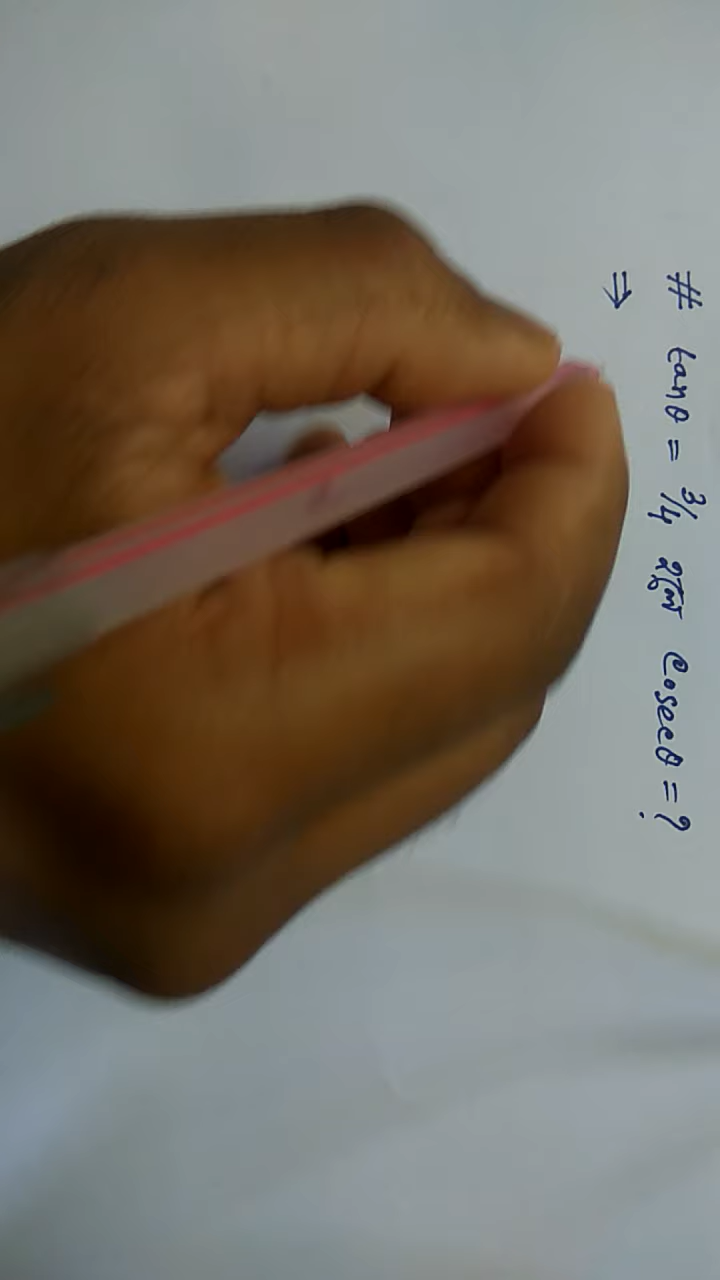 # tanθ = 3/4 হলে cosecθ = ?
⇒